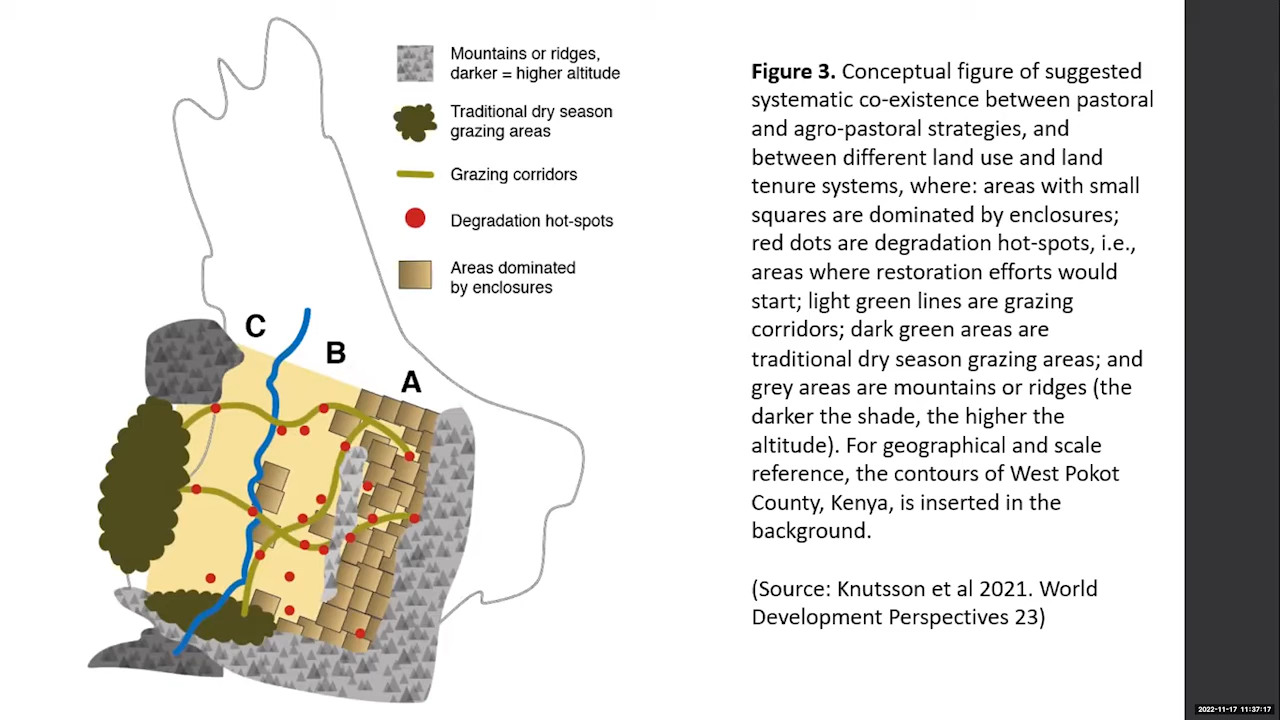 Mountains or ridges,
darker = higher altitude
Traditional dry season
grazing areas
Grazing corridors
Degradation hot-spots
Areas dominated
by enclosures
C
B
A
Figure 3. Conceptual figure of suggested
systematic co-existence between pastoral
and agro-pastoral strategies, and
between different land use and land
tenure systems, where: areas with small
squares are dominated by enclosures;
red dots are degradation hot-spots, i.e.,
areas where restoration efforts would
start; light green lines are grazing
corridors; dark green areas are
traditional dry season grazing areas; and
grey areas are mountains or ridges (the
darker the shade, the higher the
altitude). For geographical and scale
reference, the contours of West Pokot
County, Kenya, is inserted in the
background.
(Source: Knutsson et al 2021. World
Development Perspectives 23)
2022-11-17 11:37:17